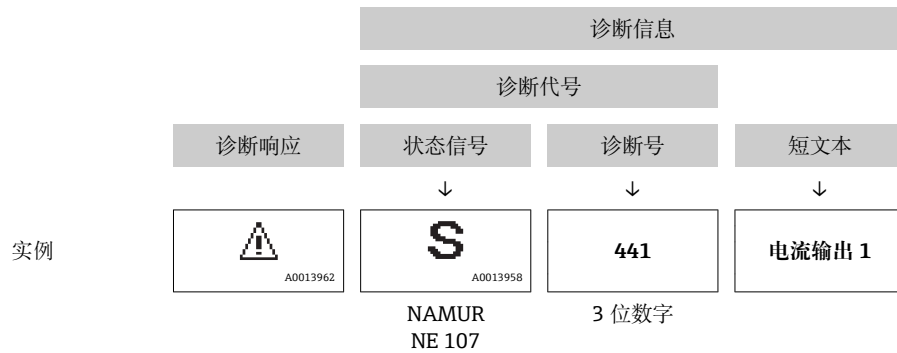 诊断信息
诊断代号
诊断响应 状态信号 诊断号 短文本
↓ ↓ ↓
实例 S 441 电流输出 1
A0013962 A0013958
NAMUR 3 位数字
NE 107